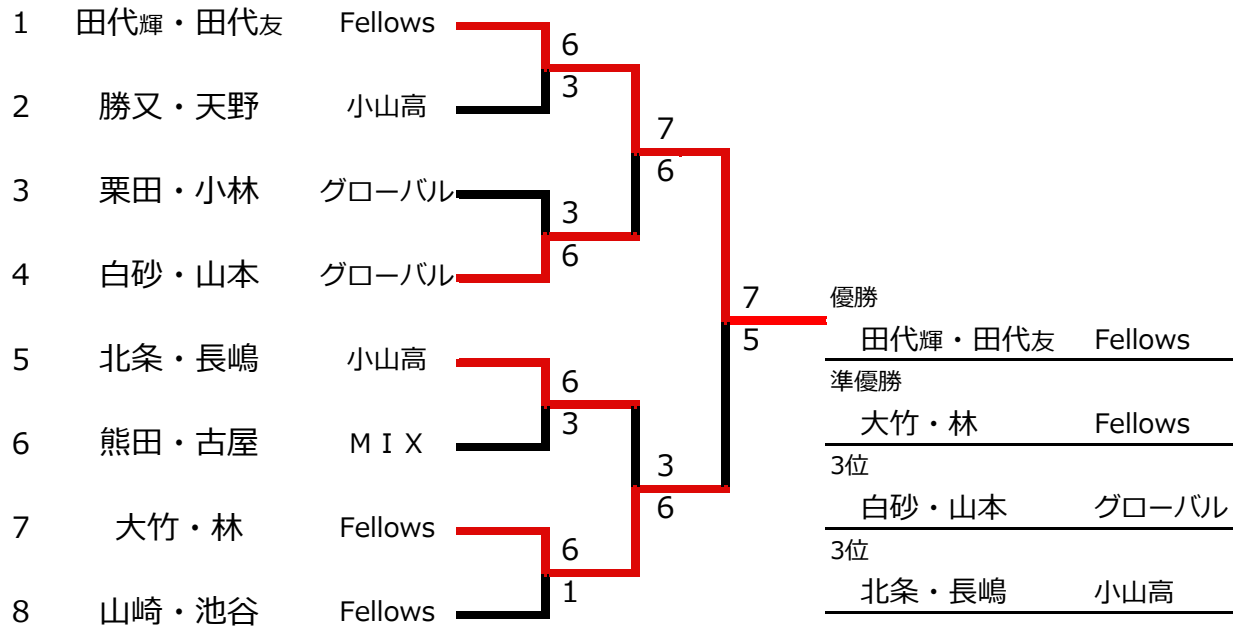 1 田代輝・田代友 Fellows
6
3
2 勝又・天野 小山高
7
6
3 栗田・小林 グローバル
3
6
4 白砂・山本 グローバル
7
5
優勝
田代輝・田代友 Fellows
5 北条・長嶋 小山高
6
3
準優勝
大竹・林 Fellows
6 熊田・古屋 ＭＩＸ
3
6
3位
白砂・山本 グローバル
7 大竹・林 Fellows
6
1
3位
北条・長嶋 小山高
8 山崎・池谷 Fellows